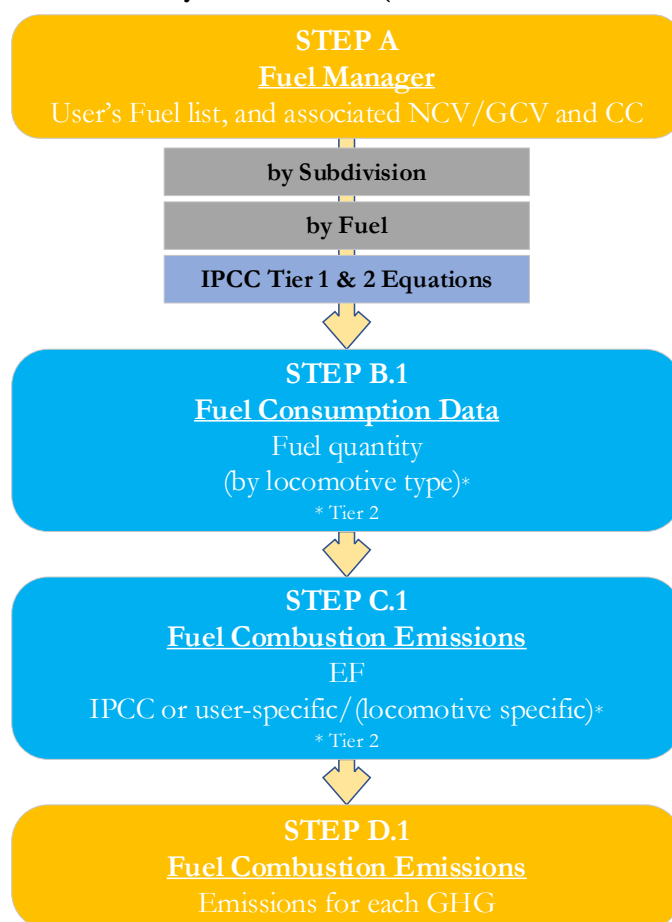 STEP A
Fuel Manager
User's Fuel list, and associated NCV/GCV and CC
by Subdivision
by Fuel
IPCC Tier 1 & 2 Equations
STEP B.1
Fuel Consumption Data
Fuel quantity
(by locomotive type)*
* Tier 2
STEP C.1
Fuel Combustion Emissions
EF
IPCC or user-specific/(locomotive specific)*
* Tier 2
STEP D.1
Fuel Combustion Emissions
Emissions for each GHG